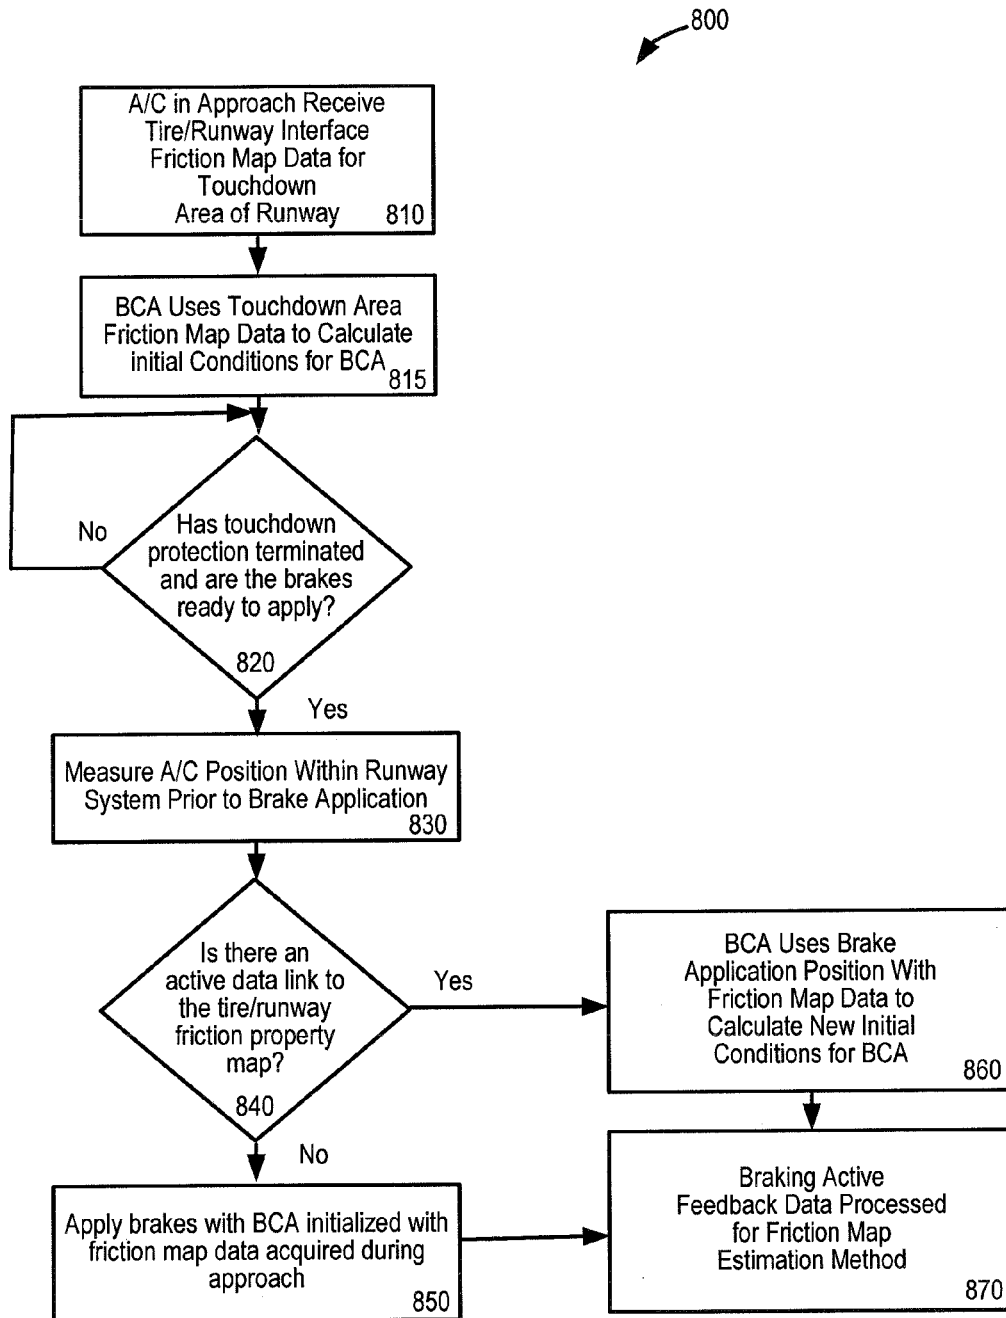 800
A/C in Approach Receive
Tire/Runway Interface
Friction Map Data for
Touchdown
Area of Runway
810
BCA Uses Touchdown Area
Friction Map Data to Calculate
initial Conditions for BCA
815
No
Has touchdown
protection terminated
and are the brakes
ready to apply?
820
Yes
Measure A/C Position Within Runway
System Prior to Brake Application
830
Is there an
active data link to
the tire/runway
friction property
map?
840
Yes
BCA Uses Brake
Application Position With
Friction Map Data to
Calculate New Initial
Conditions for BCA
860
No
Apply brakes with BCA initialized with
friction map data acquired during
approach
850
Braking Active
Feedback Data Processed
for Friction Map
Estimation Method
870